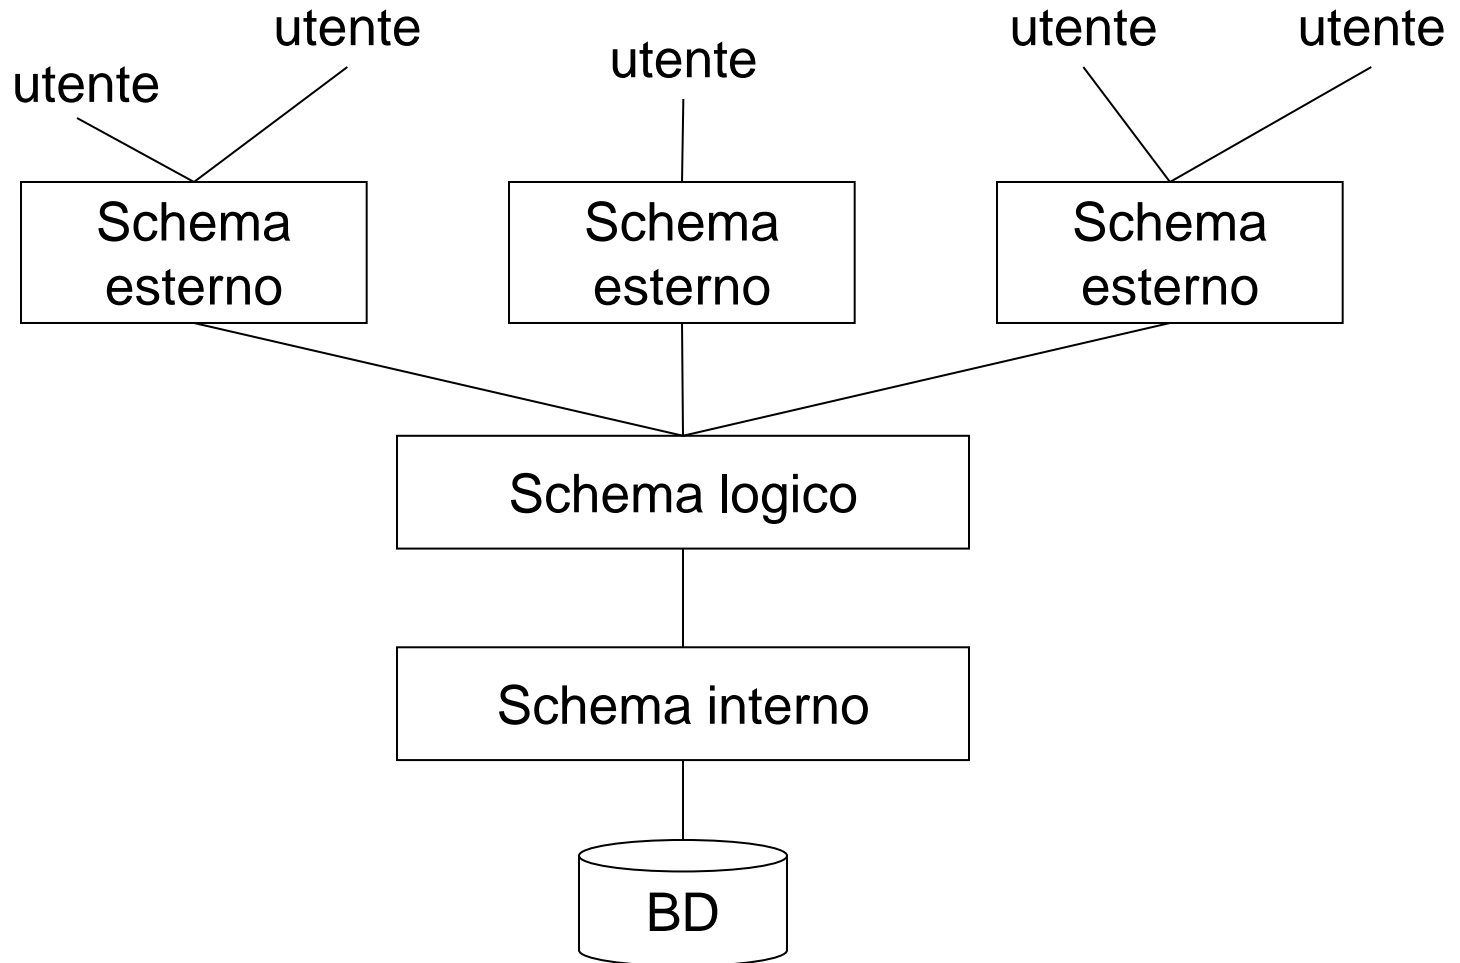 utente
utente
utente
utente
utente
Schema
esterno
Schema
esterno
Schema
esterno
Schema logico
Schema interno
BD